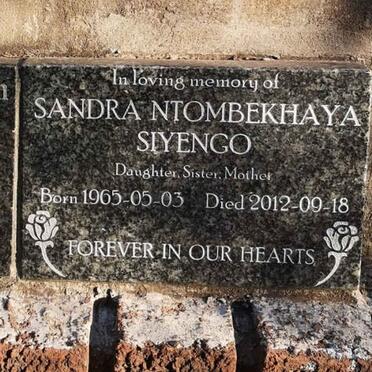 In loving memory of
SANDRA NTOMBEKHAYA
SIYENGO
Daughter, Sister, Mother
Born 1965-05-03 Died 2012-09-18
FOREVER IN OUR HEARTS